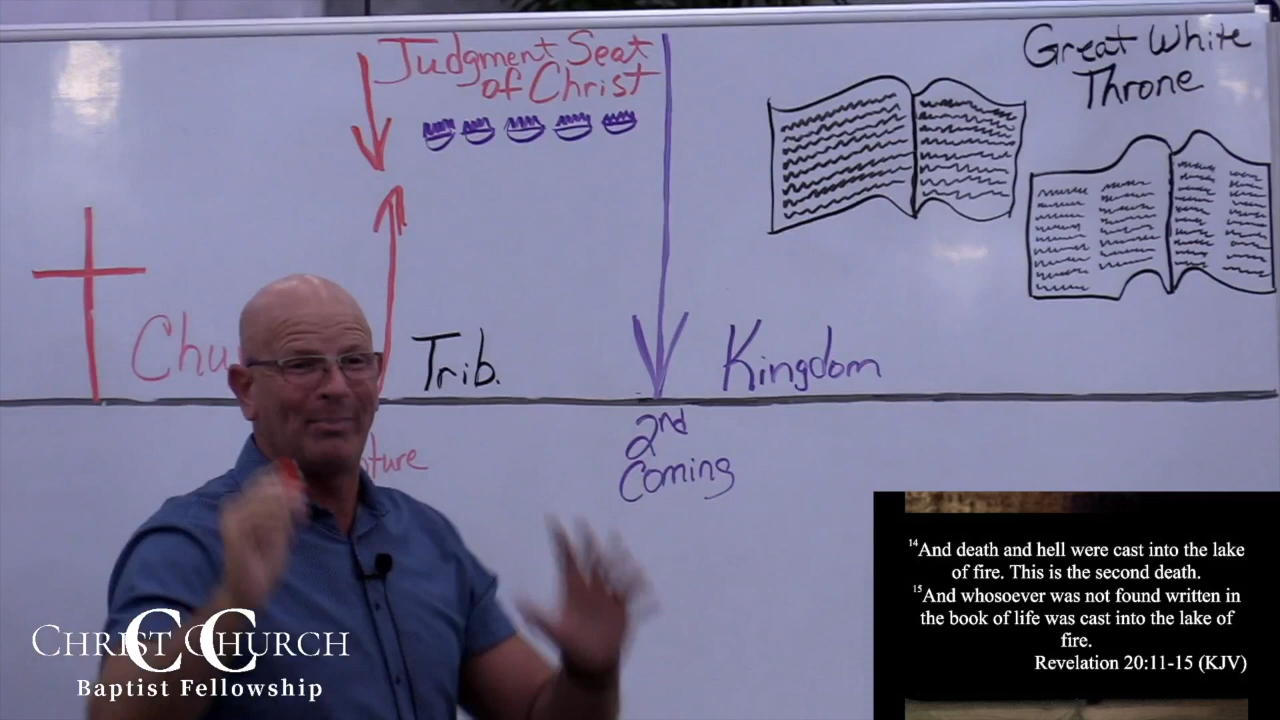 Judgment Seat
of Christ
Great White
Throne
Trib.
Kingdom
2nd
Coming
14And death and hell were cast into the lake
of fire. This is the second death.
15And whosoever was not found written in
the book of life was cast into the lake of
fire.
Revelation 20:11-15 (KJV)
CC
CHRIST CHURCH
Baptist Fellowship